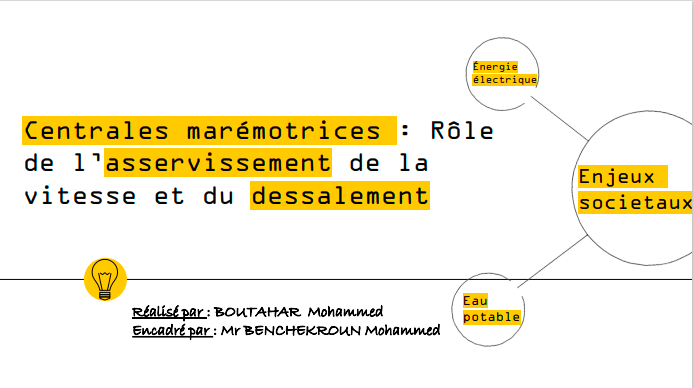 Énergie
électrique
Centrales marémotrices : Rôle
de l'asservissement de la
vitesse et du dessalement
Enjeux
societaux
Eau
potable
Réalisé par : BOUTAHAR Mohammed
Encadré par : Mr BENCHEKROUN Mohammed